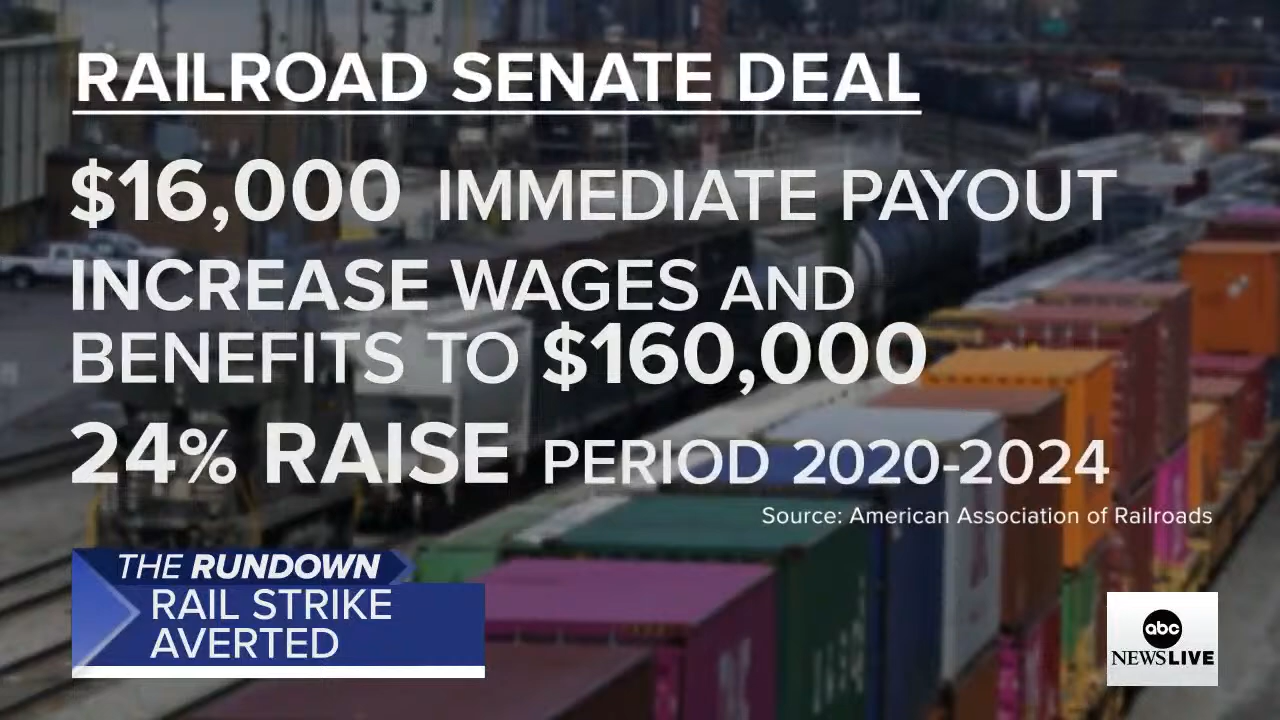 RAILROAD SENATE DEAL
$16,000 IMMEDIATE PAYOUT
INCREASE WAGES AND
BENEFITS TO $160,000
24% RAISE PERIOD 2020-2024
Source: American Association of Railroads
THE RUNDOWN
RAIL STRIKE
AVERTED
abc
NEWSLIVE